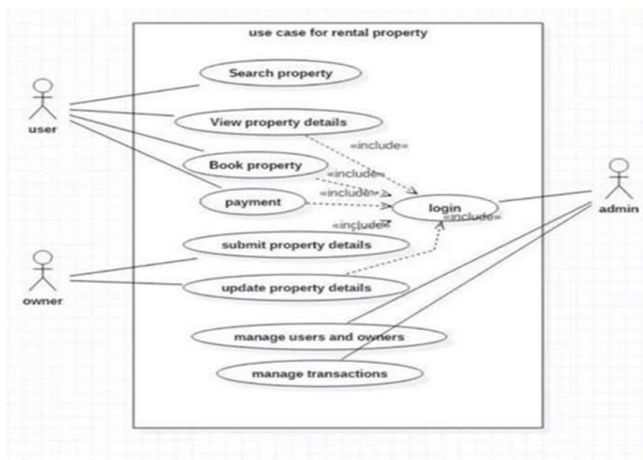 use case for rental property
Search property
user
View property details
«include»
Book property
«include»
payment
«include»
login
admin
«include»
«include»
submit property details
owner
update property details
manage users and owners
manage transactions